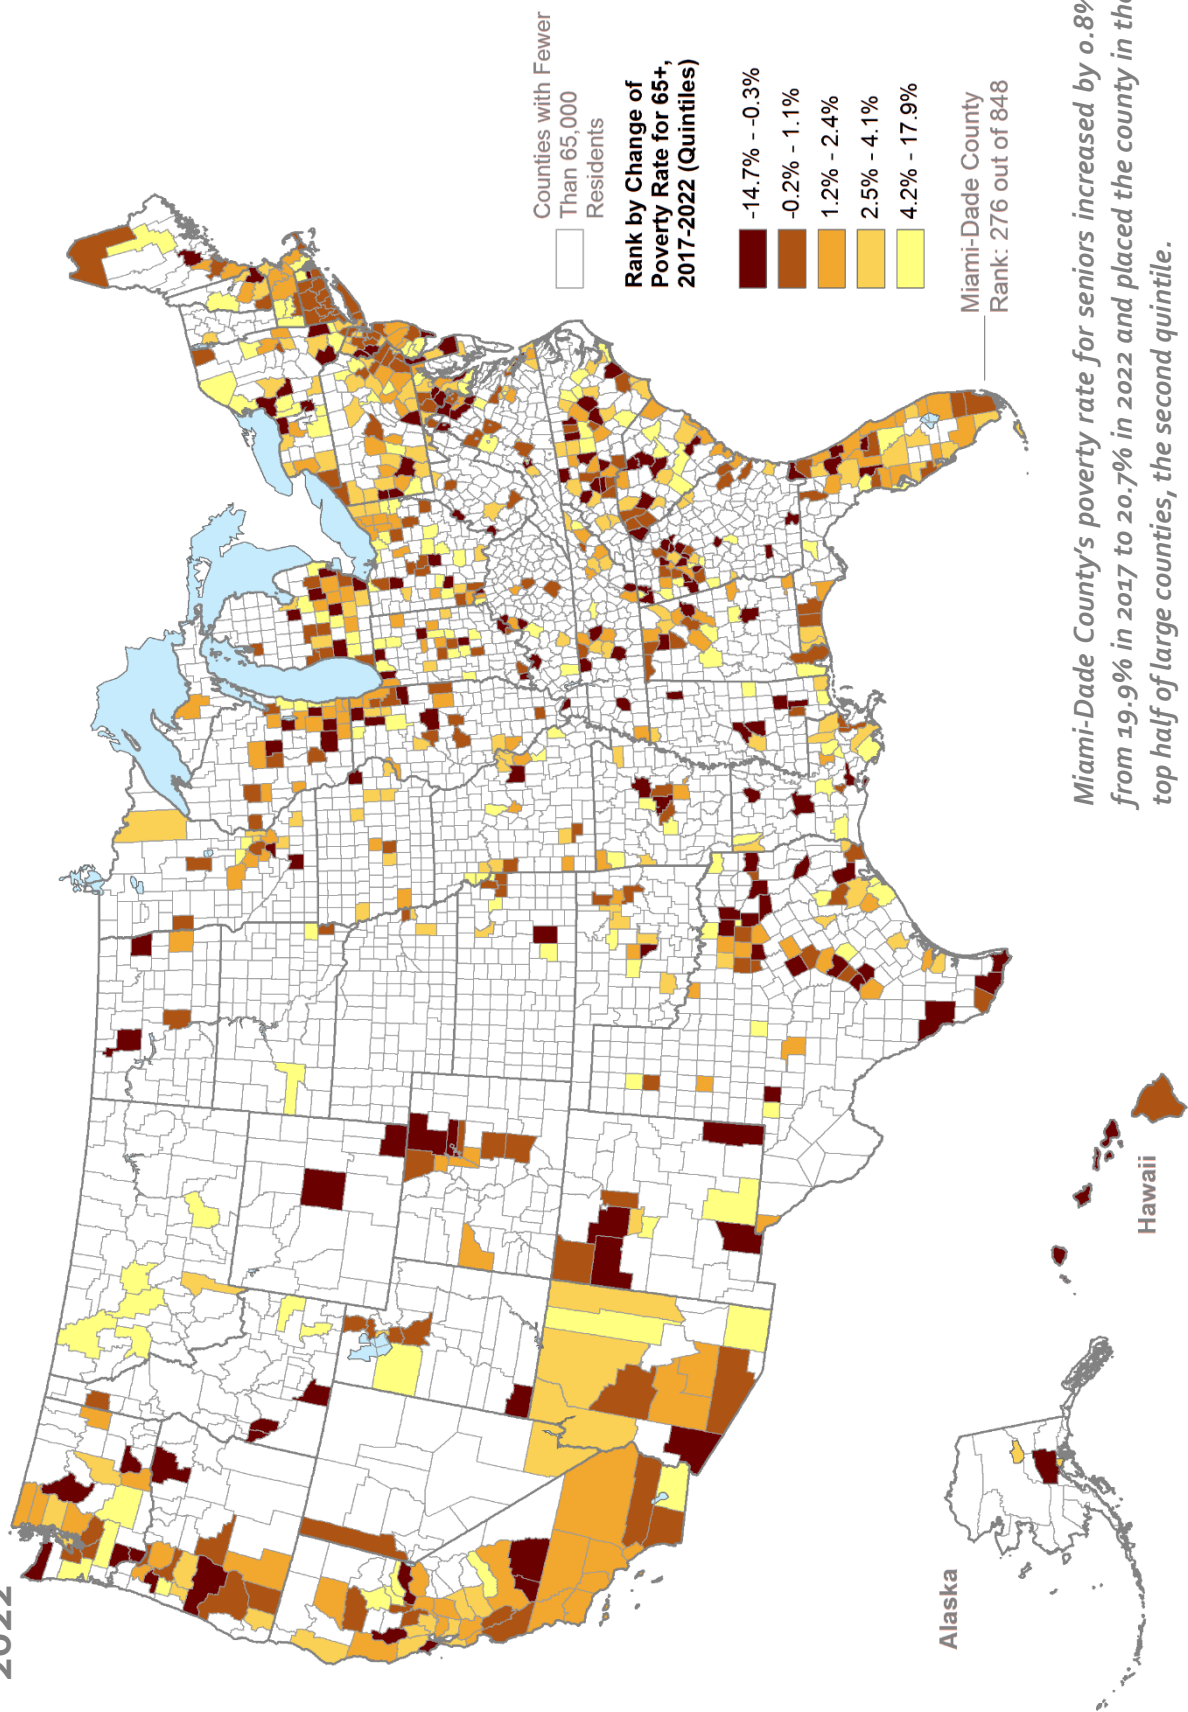 2022
Counties with Fewer
Than 65,000
Residents
Rank by Change of
Poverty Rate for 65+,
2017-2022 (Quintiles)
-14.7% - -0.3%
-0.2% - 1.1%
1.2% - 2.4%
2.5% - 4.1%
4.2% - 17.9%
Miami-Dade County
Rank: 276 out of 848
Alaska
Hawaii
Miami-Dade County’s poverty rate for seniors increased by 0.8%
from 19.9% in 2017 to 20.7% in 2022 and placed the county in the
top half of large counties, the second quintile.